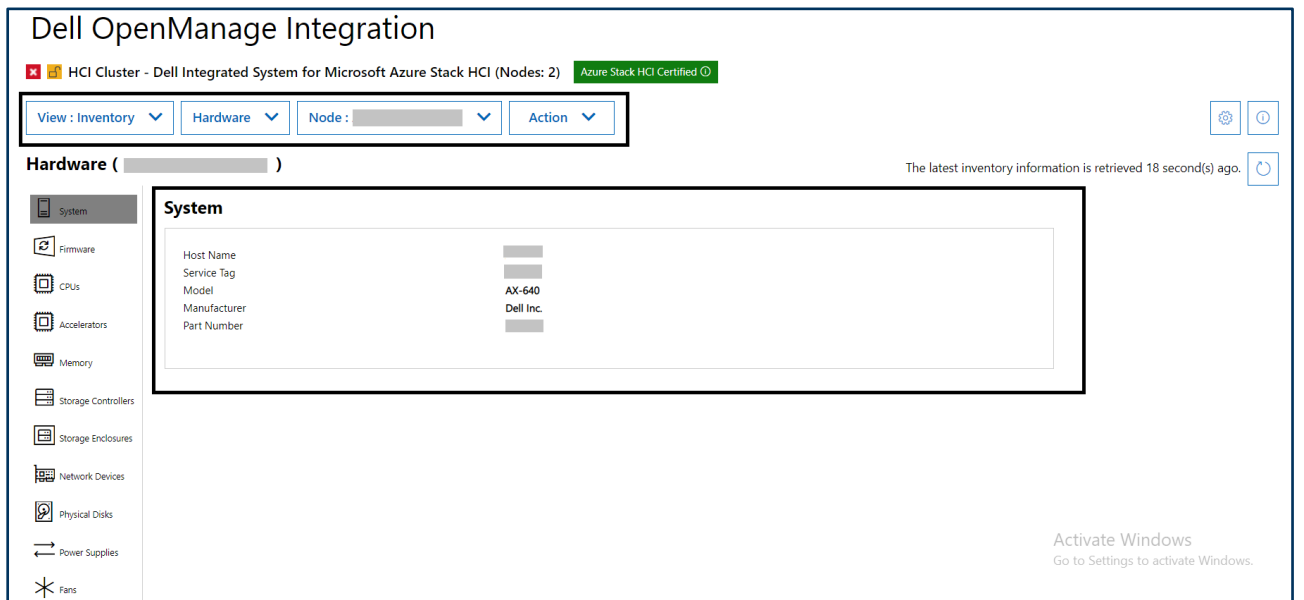 Dell OpenManage Integration
HCI Cluster - Dell Integrated System for Microsoft Azure Stack HCI (Nodes: 2) Azure Stack HCI Certified
View : Inventory Hardware Node : Action
Hardware ( )
The latest inventory information is retrieved 18 second(s) ago.
System
Firmware
CPUs
Accelerators
Memory
Storage Controllers
Storage Enclosures
Network Devices
Physical Disks
Power Supplies
Fans
System
Host Name
Service Tag
Model AX-640
Manufacturer Dell Inc.
Part Number
Activate Windows
Go to Settings to activate Windows.